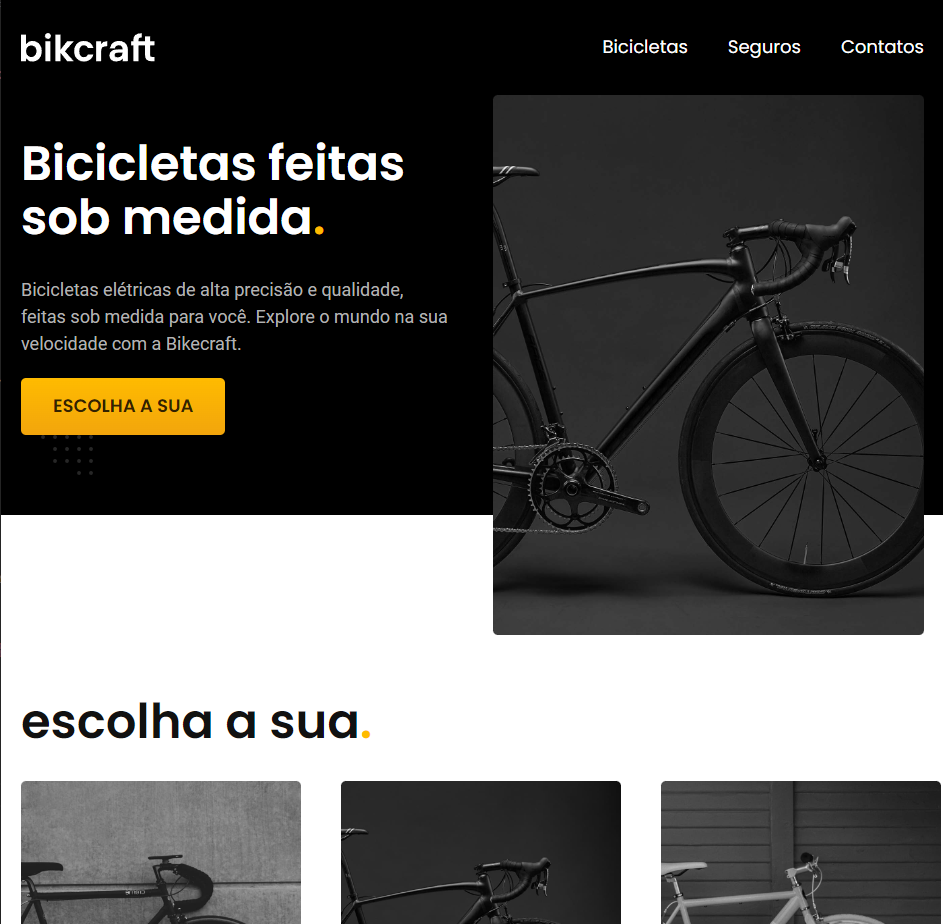 bikcraft
Bicicletas
Seguros
Contatos
Bicicletas feitas
sob medida.
Bicicletas elétricas de alta precisão e qualidade,
feitas sob medida para você. Explore o mundo na sua
velocidade com a Bikecraft.
ESCOLHA A SUA
escolha a sua.